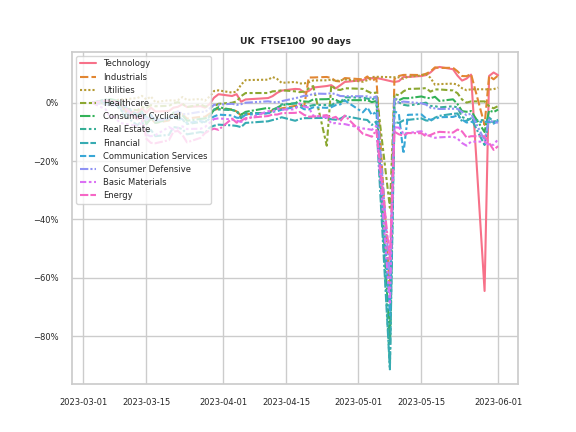 UK FTSE100 90 days
Technology
Industrials
Utilities
Healthcare
Consumer Cyclical
Real Estate
Financial
Communication Services
Consumer Defensive
Basic Materials
Energy
0%
−20%
−40%
−60%
−80%
2023-03-01 2023-03-15 2023-04-01 2023-04-15 2023-05-01 2023-05-15 2023-06-01